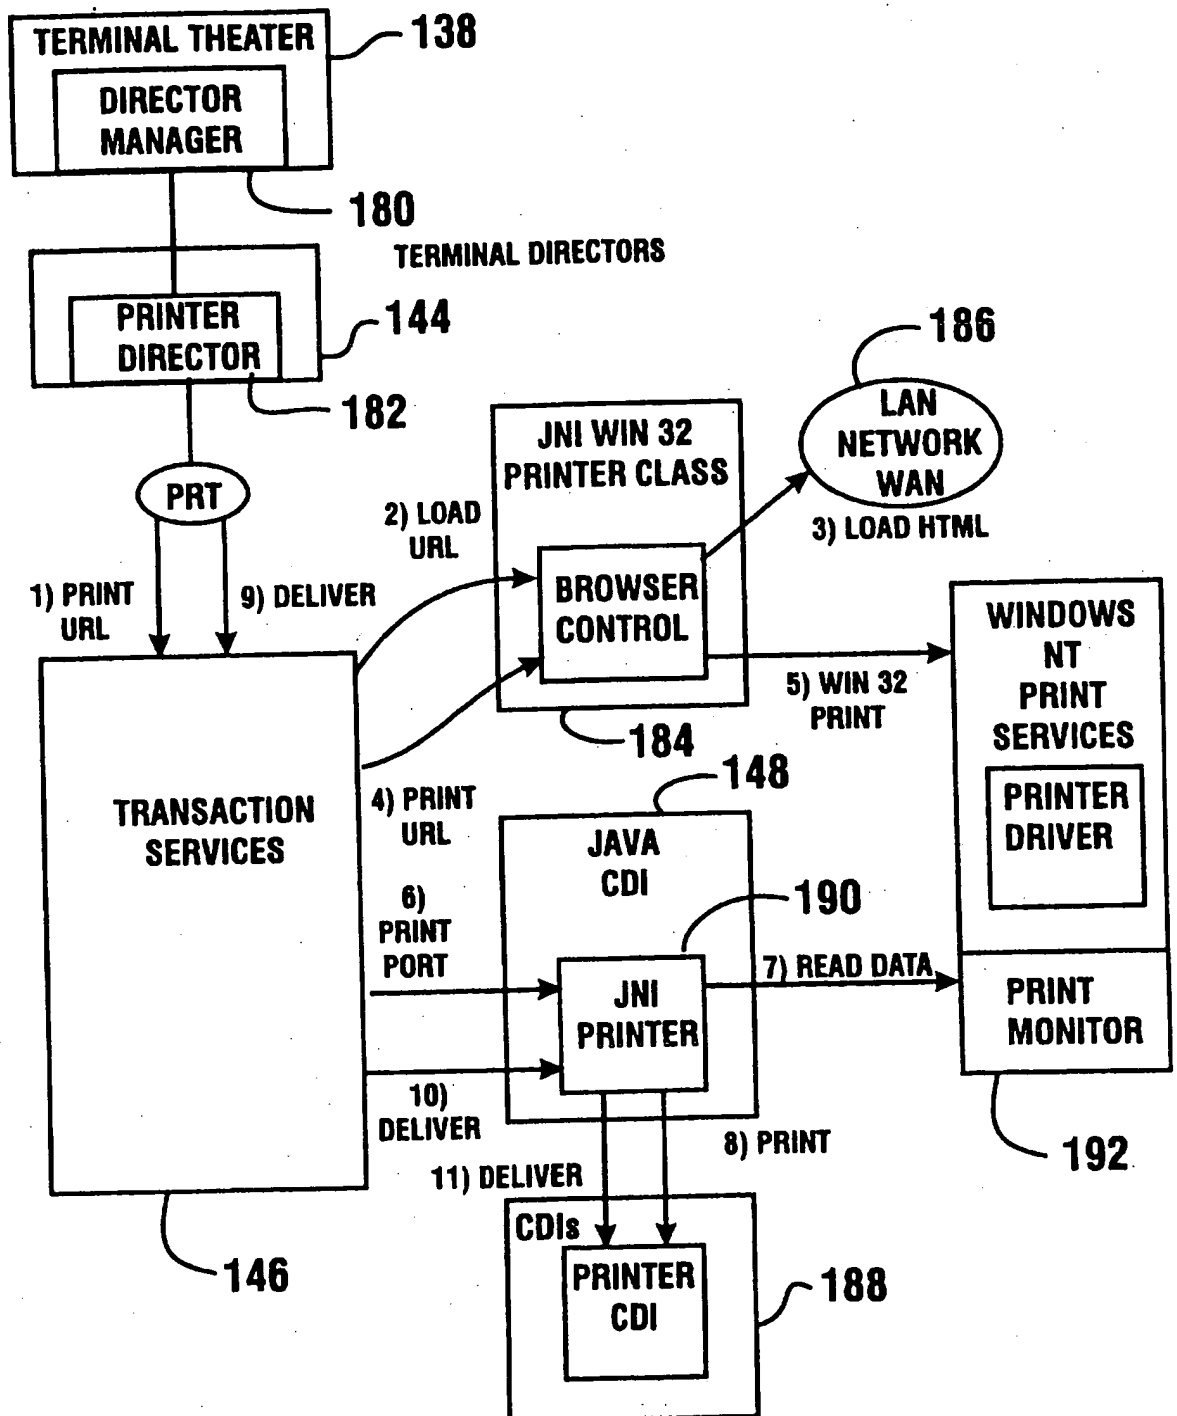 TERMINAL THEATER
138
DIRECTOR
MANAGER
180
TERMINAL DIRECTORS
PRINTER
DIRECTOR
144
182
186
LAN
NETWORK
WAN
JNI WIN 32
PRINTER CLASS
PRT
2) LOAD
URL
3) LOAD HTML
1) PRINT
URL
9) DELIVER
BROWSER
CONTROL
WINDOWS
NT
PRINT
SERVICES
5) WIN 32
PRINT
184
PRINTER
DRIVER
TRANSACTION
SERVICES
4) PRINT
URL
148
JAVA
CDI
190
6)
PRINT
PORT
7) READ DATA
JNI
PRINTER
PRINT
MONITOR
10)
DELIVER
8) PRINT
192
11) DELIVER
CDIs
PRINTER
CDI
146
188